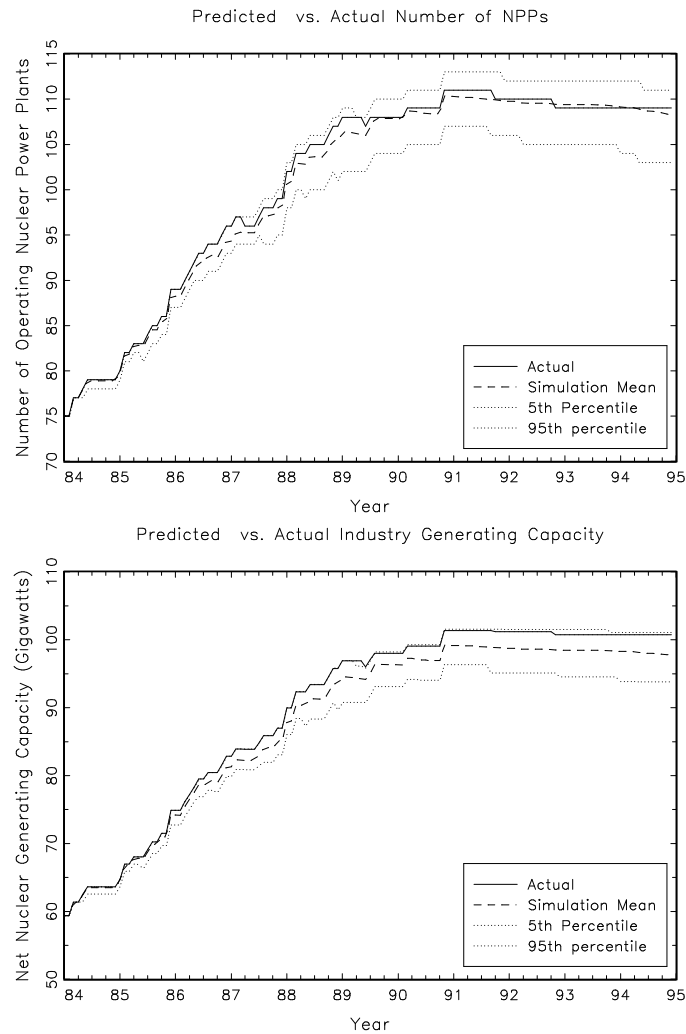 Predicted vs. Actual Number of NPPs
Number of Operating Nuclear Power Plants
115
110
105
100
95
90
85
80
75
70
Actual
Simulation Mean
5th Percentile
95th percentile
84 85 86 87 88 89 90 91 92 93 94 95
Year
Predicted vs. Actual Industry Generating Capacity
Net Nuclear Generating Capacity (Gigawatts)
110
100
90
80
70
60
50
Actual
Simulation Mean
5th Percentile
95th percentile
84 85 86 87 88 89 90 91 92 93 94 95
Year